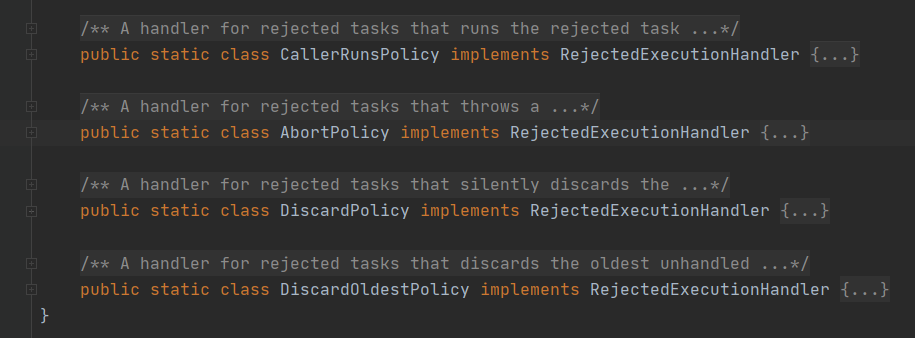 /** A handler for rejected tasks that runs the rejected task ...*/
public static class CallerRunsPolicy implements RejectedExecutionHandler {...}
/** A handler for rejected tasks that throws a ...*/
public static class AbortPolicy implements RejectedExecutionHandler {...}
/** A handler for rejected tasks that silently discards the ...*/
public static class DiscardPolicy implements RejectedExecutionHandler {...}
/** A handler for rejected tasks that discards the oldest unhandled ...*/
public static class DiscardOldestPolicy implements RejectedExecutionHandler {...}
}